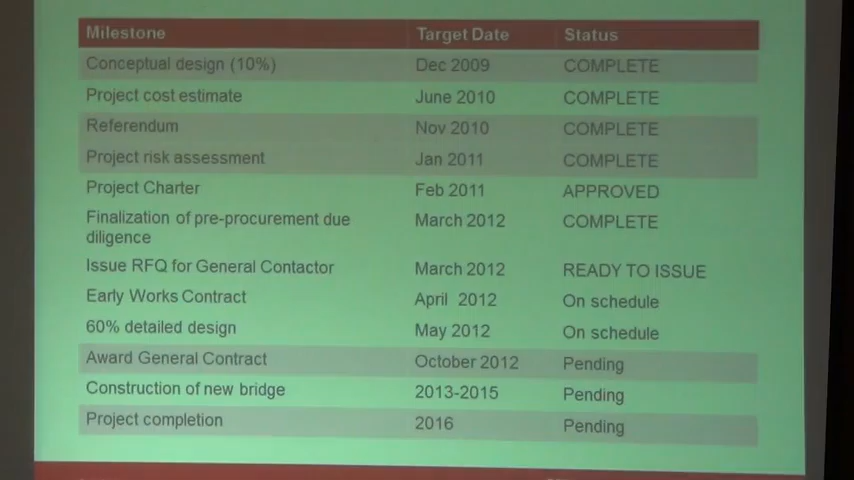 Milestone Target Date Status
Conceptual design (10%) Dec 2009 COMPLETE
Project cost estimate June 2010 COMPLETE
Referendum Nov 2010 COMPLETE
Project risk assessment Jan 2011 COMPLETE
Project Charter Feb 2011 APPROVED
Finalization of pre-procurement due March 2012 COMPLETE
diligence
Issue RFQ for General Contactor March 2012 READY TO ISSUE
Early Works Contract April 2012 On schedule
60% detailed design May 2012 On schedule
Award General Contract October 2012 Pending
Construction of new bridge 2013-2015 Pending
Project completion 2016 Pending